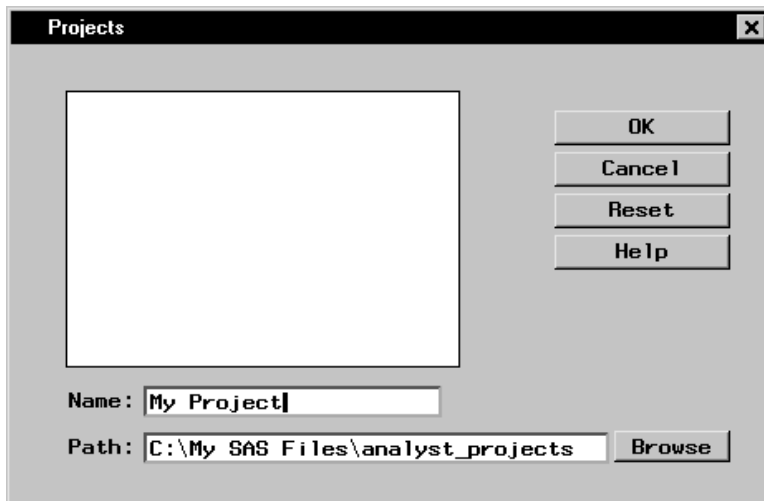 Projects
OK
Cancel
Reset
Help
Name: My Project
Path: C:\My SAS Files\analyst_projects Browse